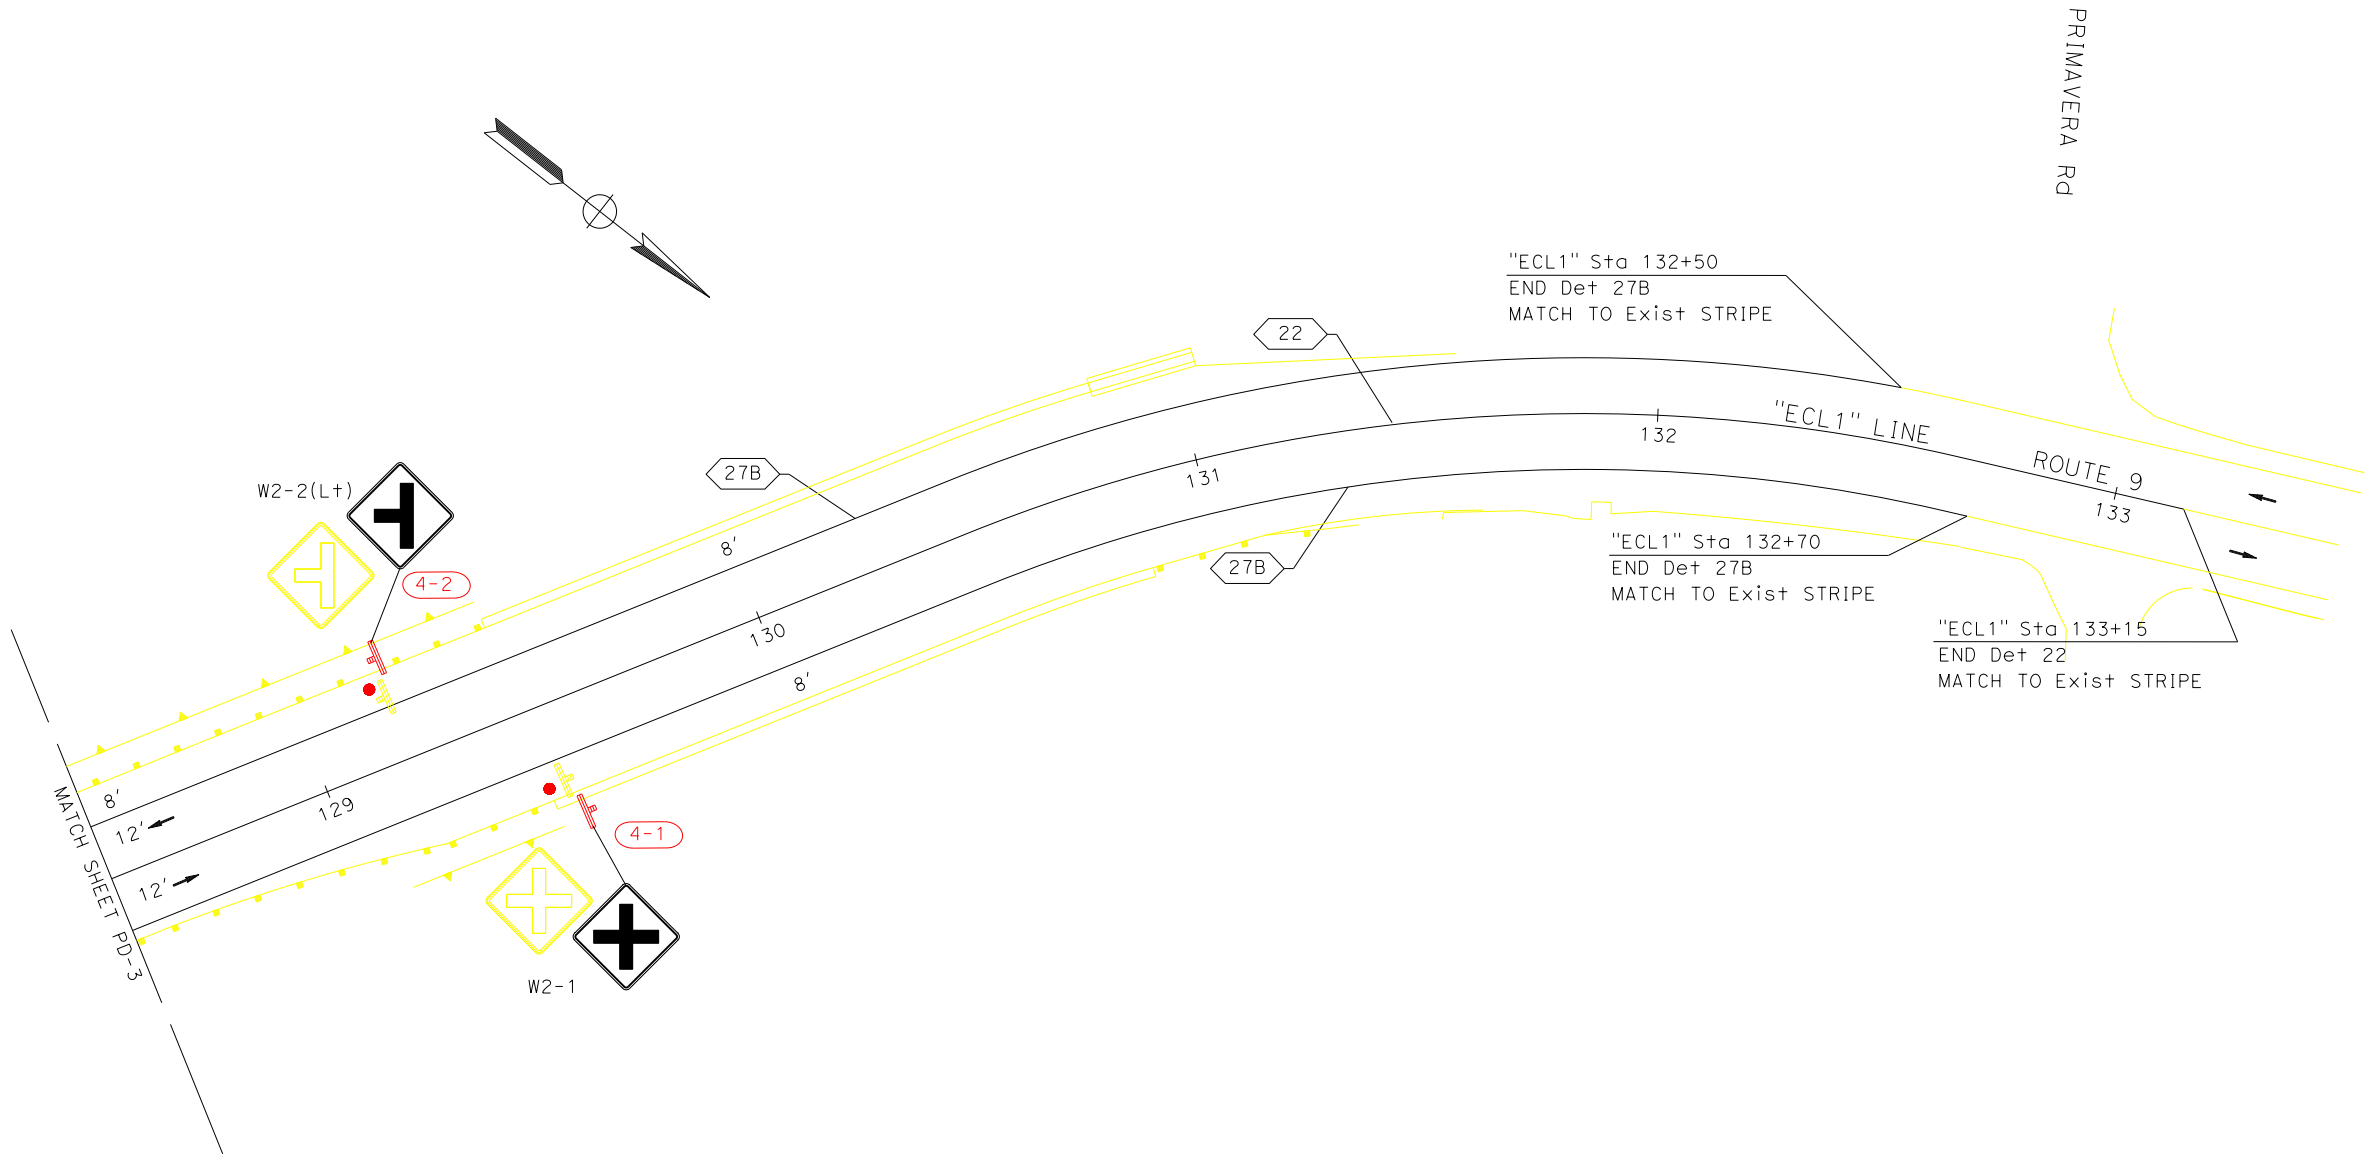 PRIMAVERA Rd
"ECL1" Sta 132+50
END Det 27B
MATCH TO Exist STRIPE
22
"ECL1" LINE
132
ROUTE 9
133
131
27B
W2-2(Lt)
4-2
8'
"ECL1" Sta 132+70
END Det 27B
MATCH TO Exist STRIPE
27B
130
8'
"ECL1" Sta 133+15
END Det 22
MATCH TO Exist STRIPE
129
8'
12'
12'
4-1
W2-1
MATCH SHEET PD-3